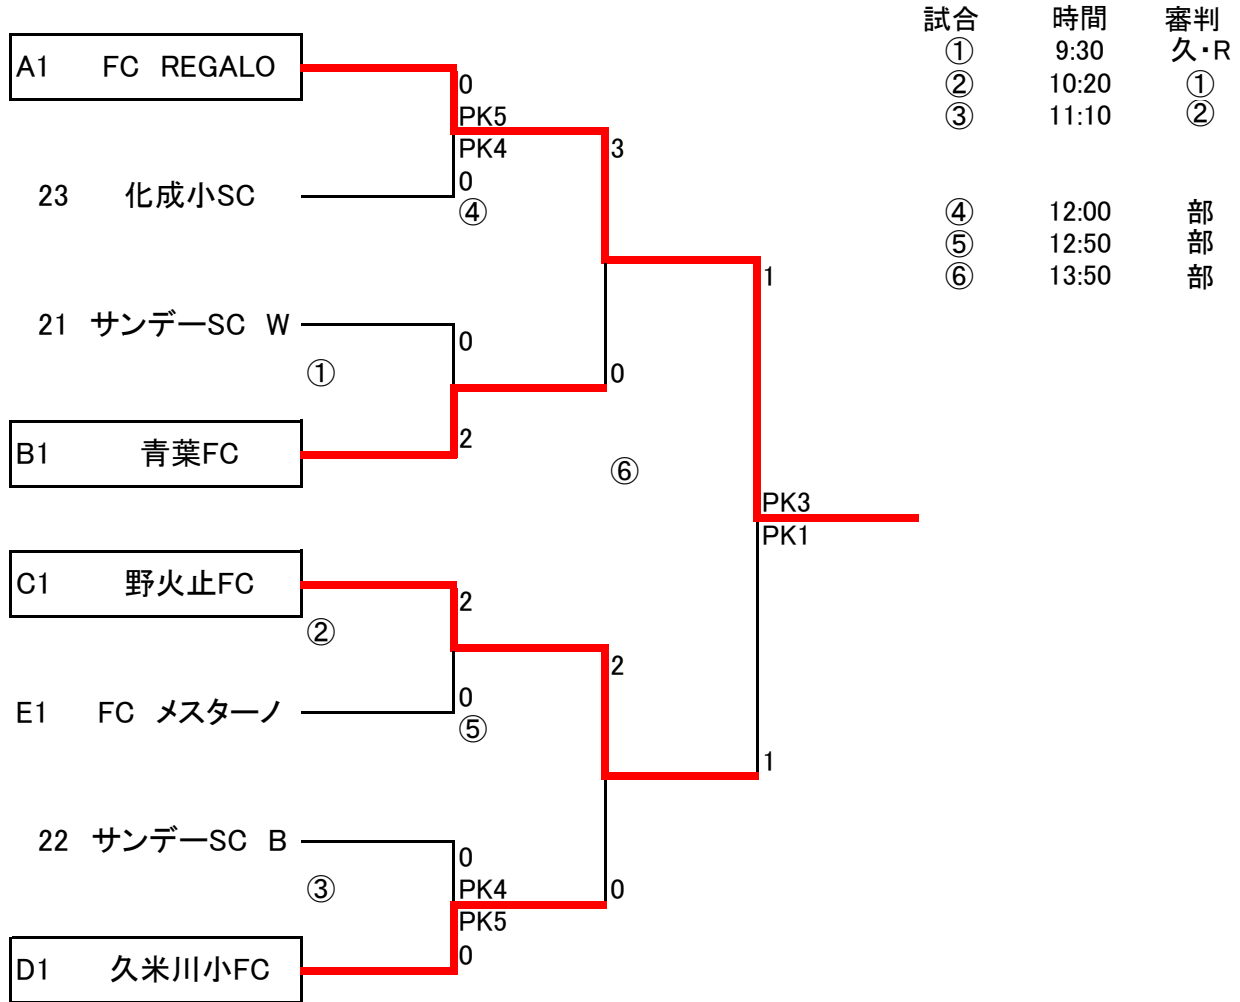 試合 時間 審判
① 9:30 久・R
② 10:20 ①
③ 11:10 ②
④ 12:00 部
⑤ 12:50 部
⑥ 13:50 部
A1 FC REGALO
0
PK5
PK4
3
0
23 化成小SC
④
1
21 サンデーSC W
0
①
0
B1 青葉FC
2
⑥
PK3
PK1
C1 野火止FC
2
②
2
0
E1 FC メスターノ
⑤
1
22 サンデーSC B
0
③
PK4
0
PK5
0
D1 久米川小FC